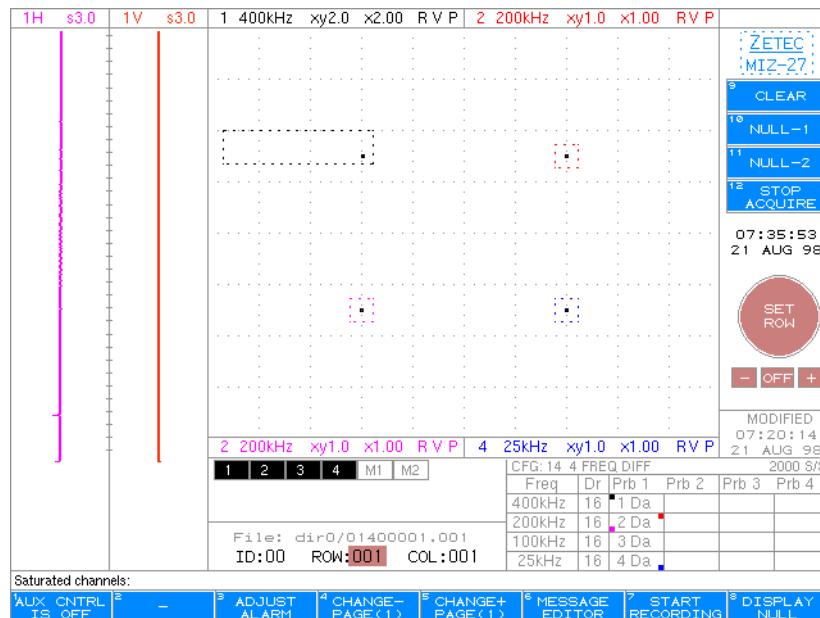 1H s3.0 1V s3.0 1 400kHz xy2.0 x2.00 R V P 2 200kHz xy1.0 x1.00 R V P
ZETEC
MIZ-27
9 CLEAR
10 NULL-1
11 NULL-2
12 STOP
ACQUIRE
07:35:53
21 AUG 98
SET
ROW
- OFF +
MODIFIED
07:20:14
21 AUG 98
2 200kHz xy1.0 x1.00 R V P 4 25kHz xy1.0 x1.00 R V P
1 2 3 4 M1 M2
CFG: 14 4 FREQ DIFF 2000 S/S
Freq Dr Prb 1 Prb 2 Prb 3 Prb 4
400kHz 16 1 Da
200kHz 16 2 Da
100kHz 16 3 Da
25kHz 16 4 Da
File: dir0/01400001.001
ID:00 ROW:001 COL:001
Saturated channels:
1 AUX CNTRL
IS OFF
2 –
3 ADJUST
ALARM
4 CHANGE-
PAGE(1)
5 CHANGE+
PAGE(1)
6 MESSAGE
EDITOR
7 START
RECORDING
8 DISPLAY
NULL